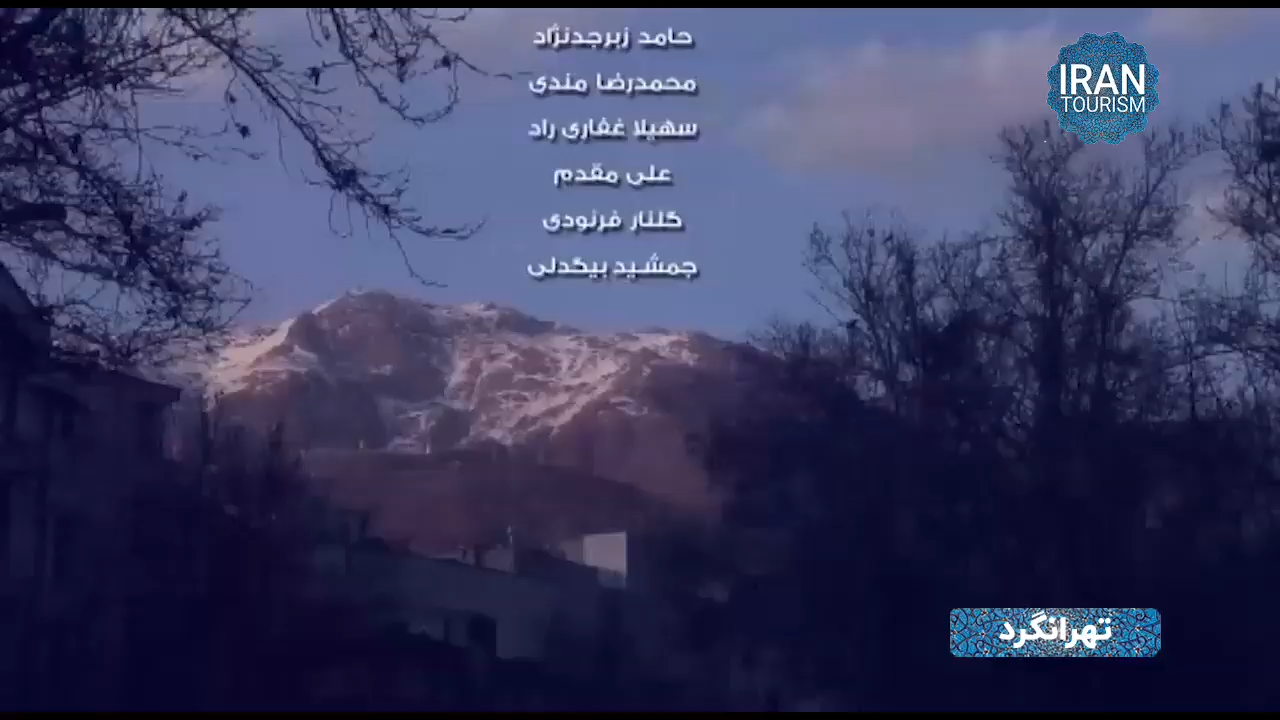 حامد زبرجدنژاد
محمدرضا مندی
سهیلا غفاری راد
علی مقدم
گلنار فرنودی
جمشید بیگدلی
IRAN
TOURISM
تهرانگرد